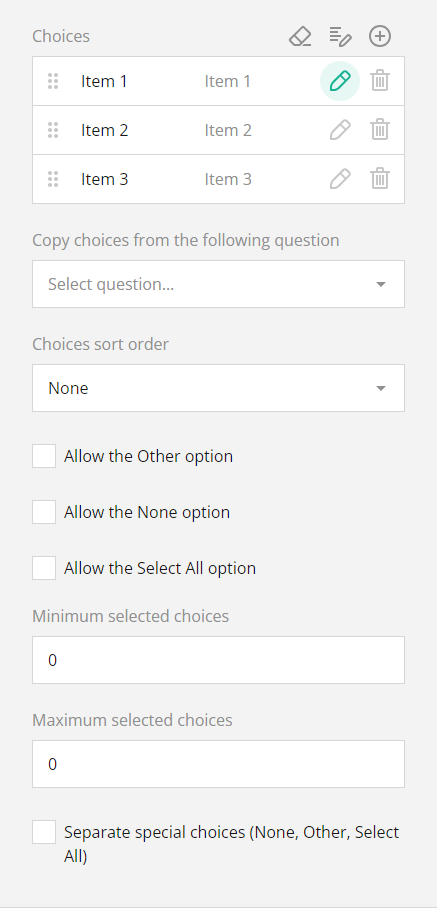 Choices
Item 1 Item 1
Item 2 Item 2
Item 3 Item 3
Copy choices from the following question
Select question...
Choices sort order
None
Allow the Other option
Allow the None option
Allow the Select All option
Minimum selected choices
0
Maximum selected choices
0
Separate special choices (None, Other, Select
All)